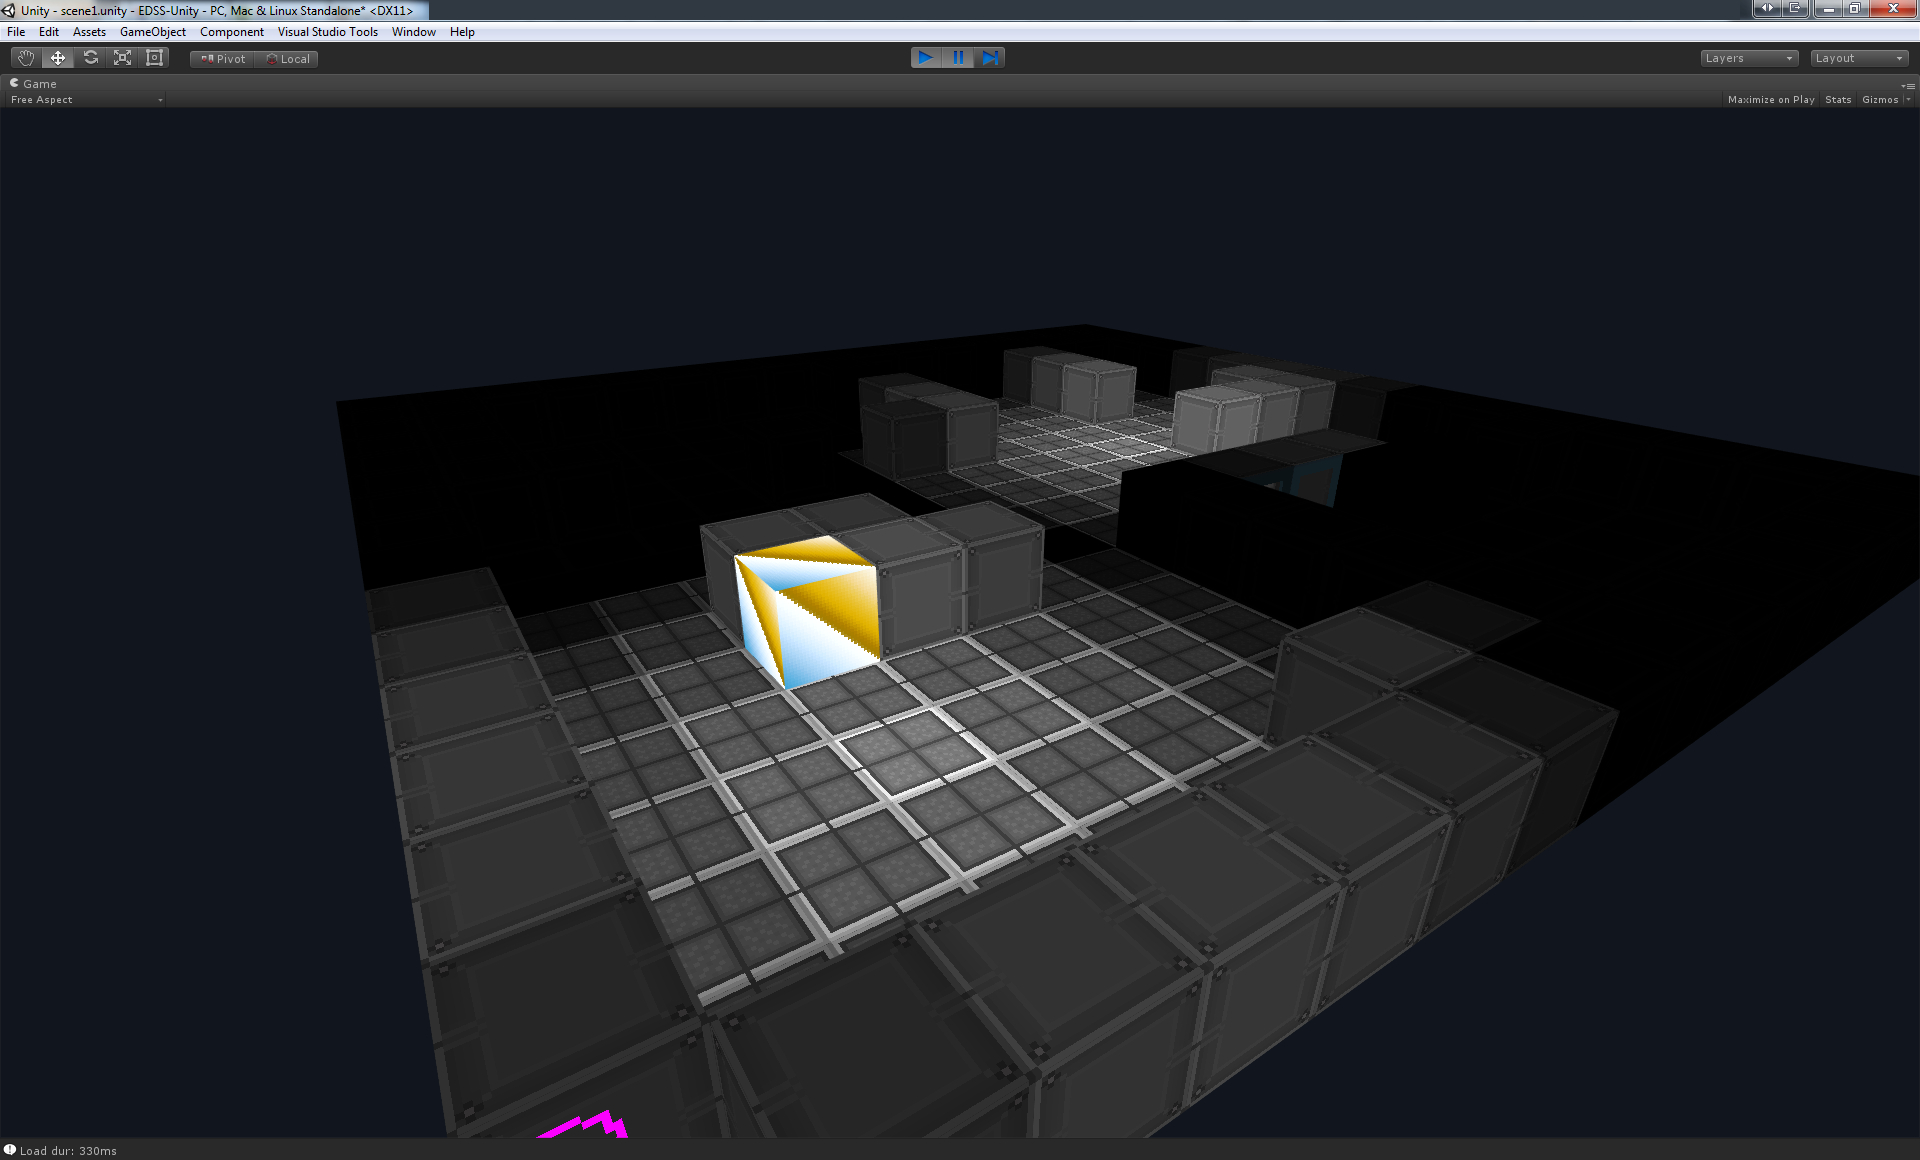 Unity - scene1.unity - EDSS-Unity - PC, Mac & Linux Standalone* <DX11>
File Edit Assets GameObject Component Visual Studio Tools Window Help
Pivot Local Layers Layout
Game
Free Aspect Maximize on Play Stats Gizmos
Load dur: 330ms